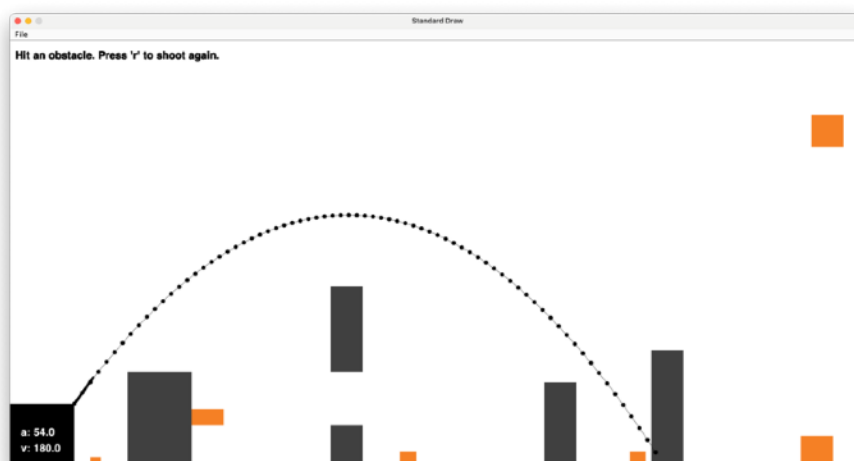 Standard Draw
File
Hit an obstacle. Press 'r' to shoot again.
a: 54.0
v: 180.0